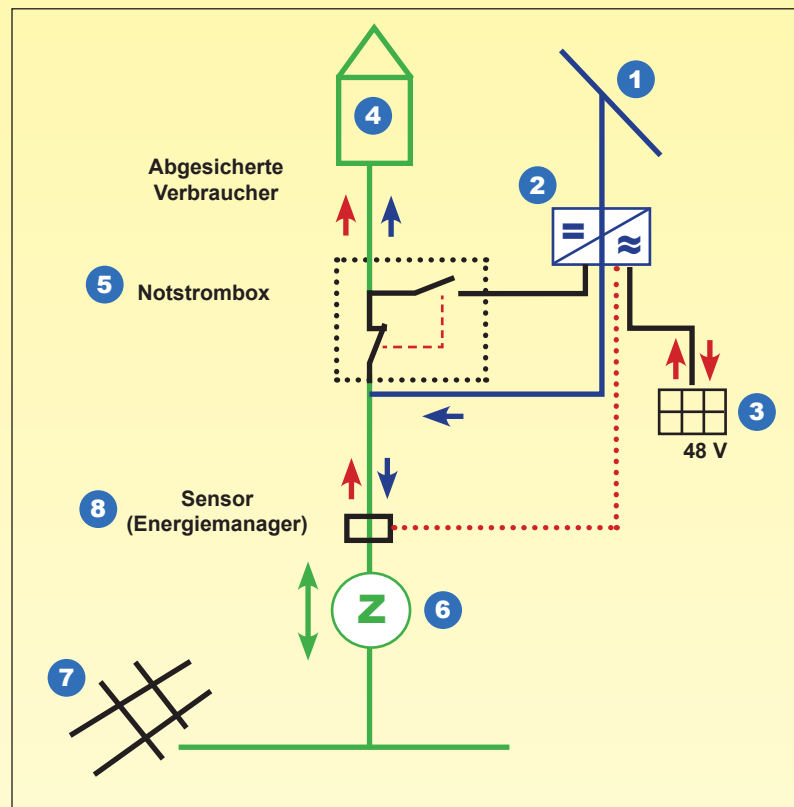 1
4
Abgesicherte
Verbraucher
2
=
≈
5
Notstrombox
3
48 V
8
Sensor
(Energiemanager)
Z
6
7